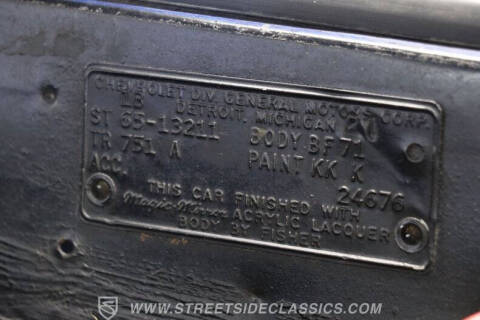 CHEVROLET DIV. GENERAL MOTORS CORP.
DETROIT, MICHIGAN
ST 65-13211 BODY BF 71
TR 751 A PAINT KK K
ACC. 24676
THIS CAR FINISHED WITH
Magic-Mirror ACRYLIC LACQUER
BODY BY FISHER
WWW.STREETSIDECLASSICS.COM